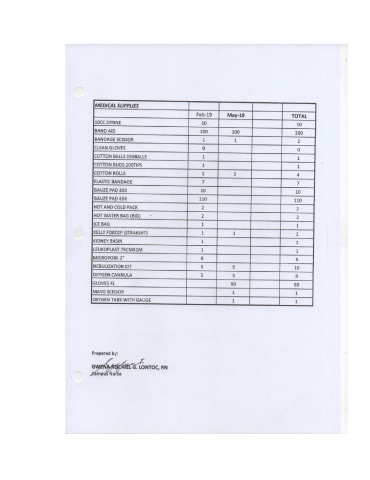 MEDICAL SUPPLIES
Feb-19 May-19 TOTAL
10CC SYRINE 10 10
BAND AID 100 100 200
BANDAGE SCISSOR 1 1 2
CLEAN GLOVES 0 0
COTTON BALLS 150BALLS 1 1
COTTON BUDS 200TIPS 1 1
COTTON ROLLS 2 2 4
ELASTIC BANDAGE 7 7
GAUZE PAD 3X3 10 10
GAUZE PAD 4X4 110 110
HOT AND COLD PACK 2 2
HOT WATER BAG (BIG) 2 2
ICE BAG 1 1
KELLY FORCEP (STRAIGHT) 1 1 2
KIDNEY BASIN 1 1
LEUKOPLAST 7.5CMX1M 1 1
MICROPORE 2" 6 6
NEBULIZATION KIT 5 5 10
OXYGEN CANNULA 5 3 8
GLOVES XL 50 50
MAYO SCISSOR 1 1
OXYGEN TANK WITH GAUGE 1 1
Prepared by:
GWENA ROCHEL G. LONTOC, RN
Campus Nurse